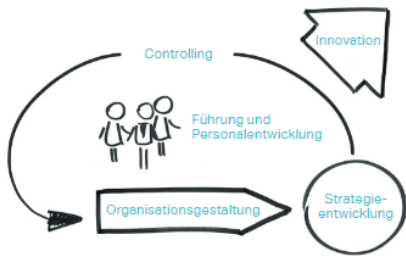 Innovation
Controlling
Führung und
Personalentwicklung
Organisationsgestaltung
Strategie-
entwicklung